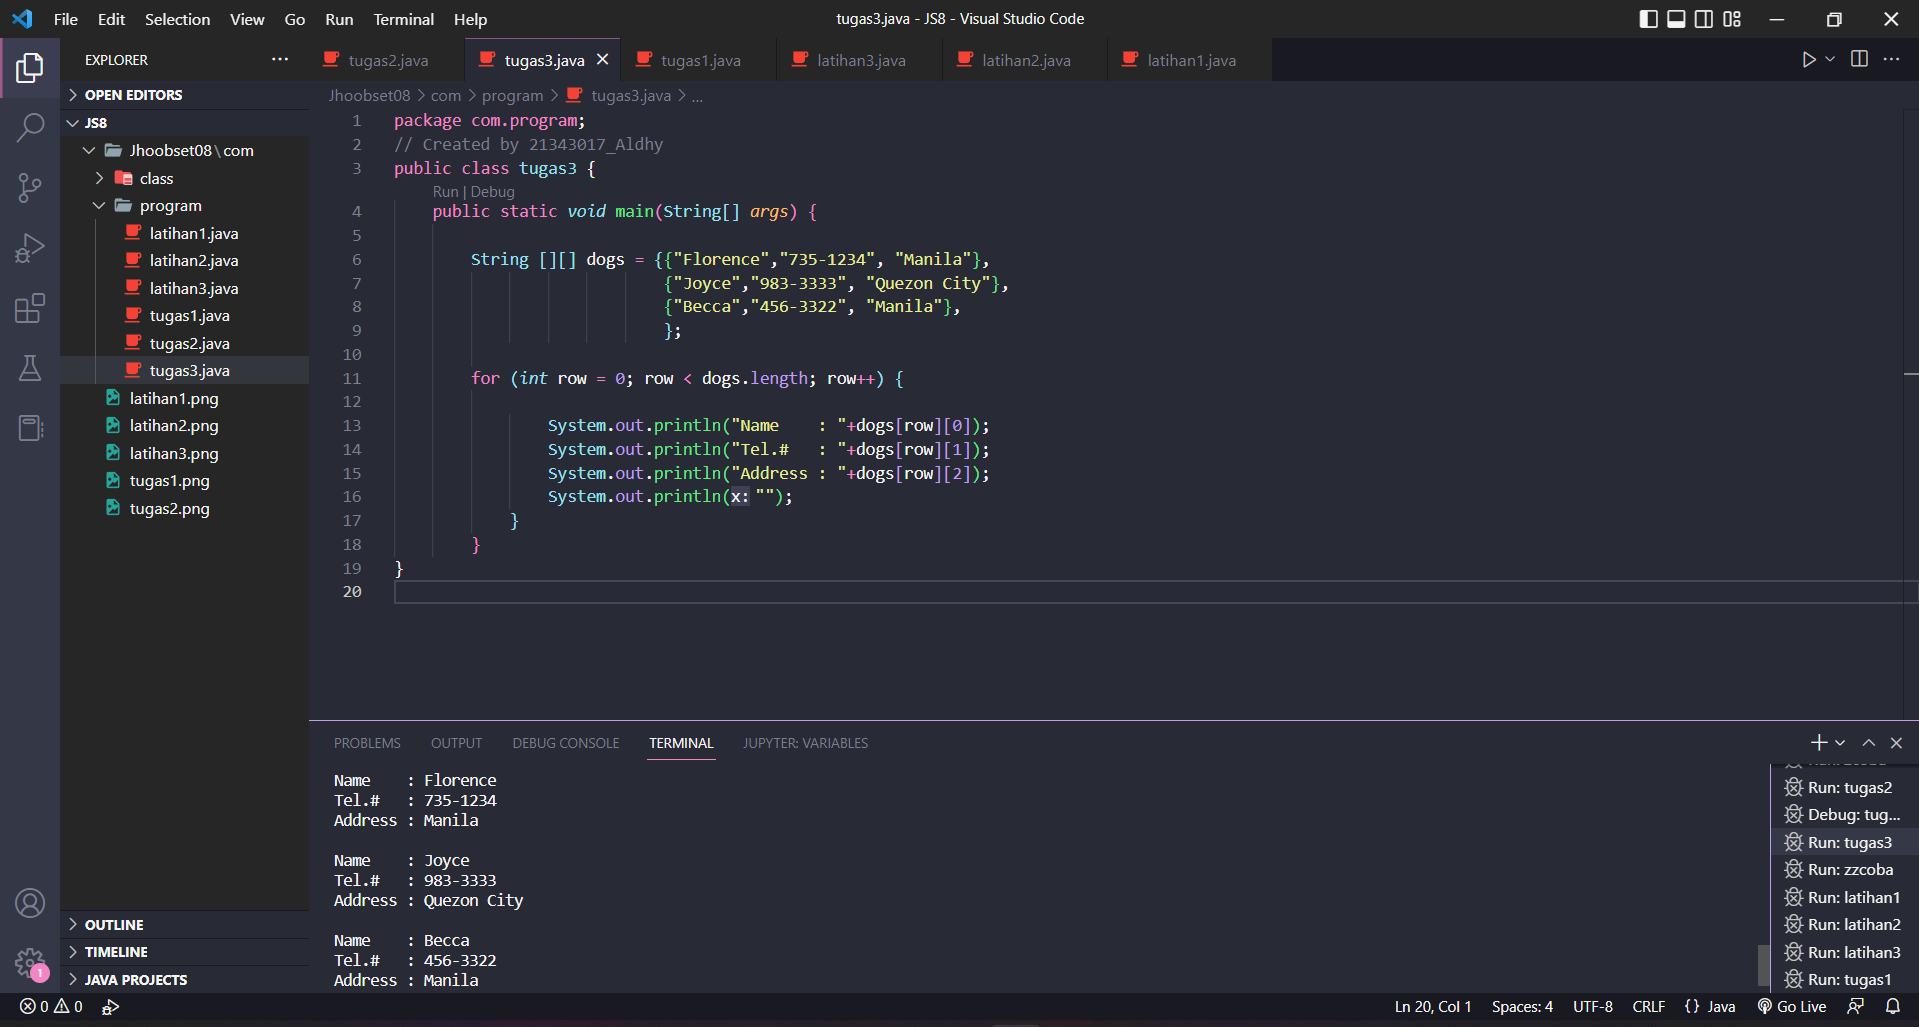 File Edit Selection View Go Run Terminal Help
tugas3.java - JS8 - Visual Studio Code
EXPLORER
OPEN EDITORS
JS8
Jhoobset08\com
class
program
latihan1.java
latihan2.java
latihan3.java
tugas1.java
tugas2.java
tugas3.java
latihan1.png
latihan2.png
latihan3.png
tugas1.png
tugas2.png
OUTLINE
TIMELINE
JAVA PROJECTS
tugas2.java tugas3.java tugas1.java latihan3.java latihan2.java latihan1.java
Jhoobset08 > com > program > tugas3.java > ...
1 package com.program;
2 // Created by 21343017_Aldhy
3 public class tugas3 {
Run | Debug
4 public static void main(String[] args) {
5
6 String [][] dogs = {{"Florence","735-1234", "Manila"},
7 {"Joyce","983-3333", "Quezon City"},
8 {"Becca","456-3322", "Manila"},
9 };
10
11 for (int row = 0; row < dogs.length; row++) {
12
13 System.out.println("Name    : "+dogs[row][0]);
14 System.out.println("Tel.#   : "+dogs[row][1]);
15 System.out.println("Address : "+dogs[row][2]);
16 System.out.println(x: "");
17 }
18 }
19 }
20
PROBLEMS OUTPUT DEBUG CONSOLE TERMINAL JUPYTER: VARIABLES
Name    : Florence
Tel.#   : 735-1234
Address : Manila
Name    : Joyce
Tel.#   : 983-3333
Address : Quezon City
Name    : Becca
Tel.#   : 456-3322
Address : Manila
Run: tugas2
Debug: tug...
Run: tugas3
Run: zzcoba
Run: latihan1
Run: latihan2
Run: latihan3
Run: tugas1
1
0 0
Ln 20, Col 1 Spaces: 4 UTF-8 CRLF {} Java Go Live